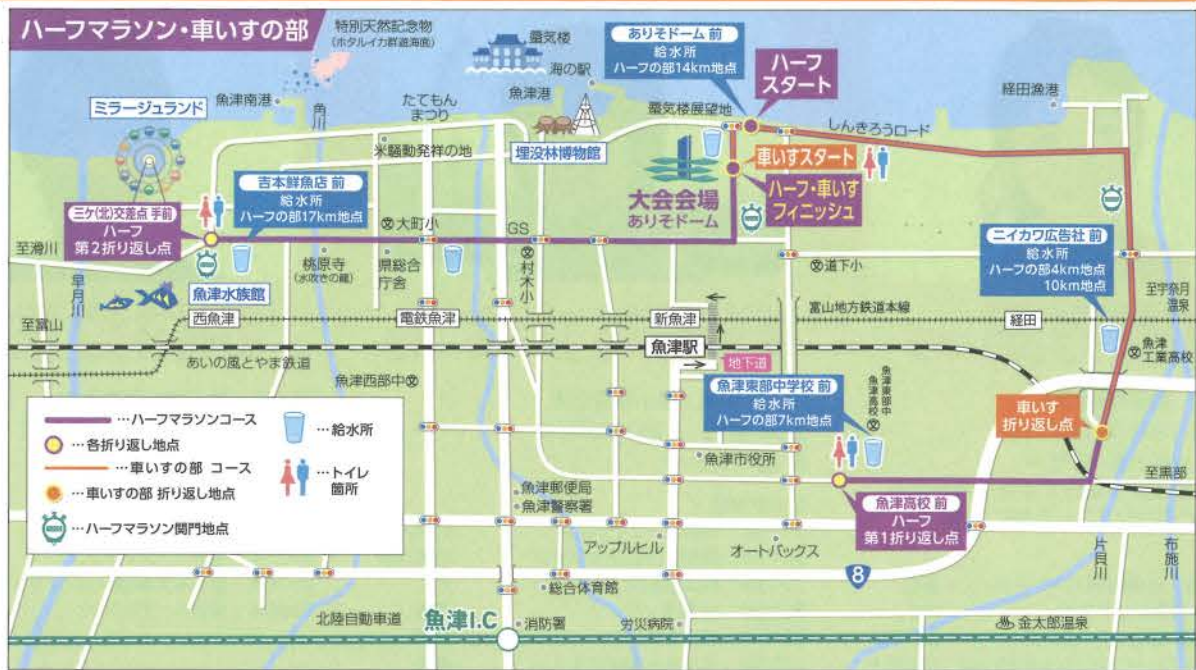 ハーフマラソン・車いすの部
特別天然記念物
(ホタルイカ群遊海面)
蜃気楼
海の駅
ありそドーム 前
給水所
ハーフの部14km地点
ハーフ
スタート
経田漁港
ミラージュランド
魚津南港
角川
たてもん
まつり
魚津港
蜃気楼展望地
しんきろうロード
米騒動発祥の地
埋没林博物館
車いすスタート
ハーフ・車いす
フィニッシュ
大会会場
ありそドーム
吉本鮮魚店 前
給水所
ハーフの部17km地点
三ケ(北)交差点 手前
ハーフ
第2折り返し点
大町小
GS
ニイカワ広告社 前
給水所
ハーフの部4km地点
10km地点
至滑川
桃原寺
(水吹きの龍)
県総合
庁舎
村木小
道下小
早月川
魚津水族館
至宇奈月
温泉
至富山
西魚津
電鉄魚津
新魚津
富山地方鉄道本線
経田
魚津
工業高校
あいの風とやま鉄道
魚津駅
地下道
魚津西部中
魚津東部中学校 前
給水所
ハーフの部7km地点
魚津東部中
魚津高校
車いす
折り返し点
…ハーフマラソンコース
…各折り返し地点
…車いすの部 コース
…車いすの部 折り返し地点
…ハーフマラソン関門地点
…給水所
…トイレ
箇所
魚津市役所
至黒部
魚津郵便局
魚津警察署
魚津高校 前
ハーフ
第1折り返し点
アップルヒル
オートバックス
片貝川
布施川
8
総合体育館
北陸自動車道
魚津I.C
消防署
労災病院
金太郎温泉